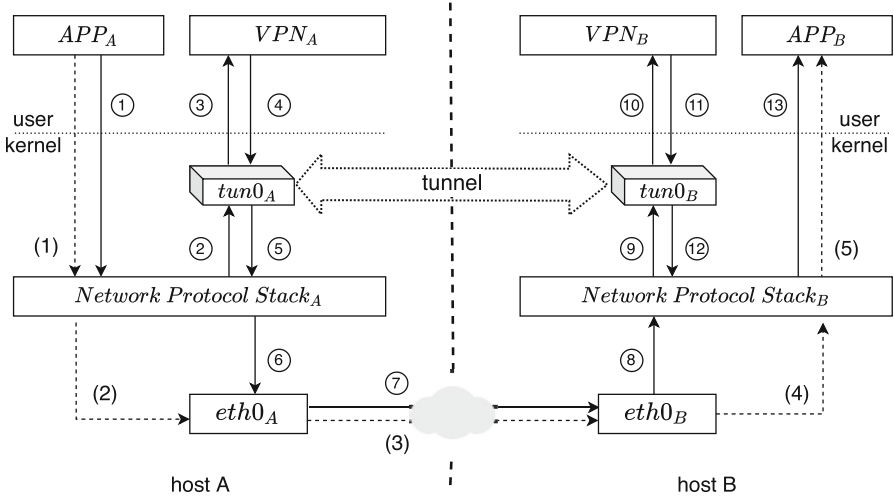 APP_A VPN_A VPN_B APP_B
① ③ ④ ⑩ ⑪ ⑬
user user
kernel kernel
tun0_A tunnel tun0_B
(1) ② ⑤ ⑨ ⑫ (5)
Network Protocol Stack_A Network Protocol Stack_B
⑥ ⑧
(2) ⑦ (4)
eth0_A eth0_B
(3)
host A host B